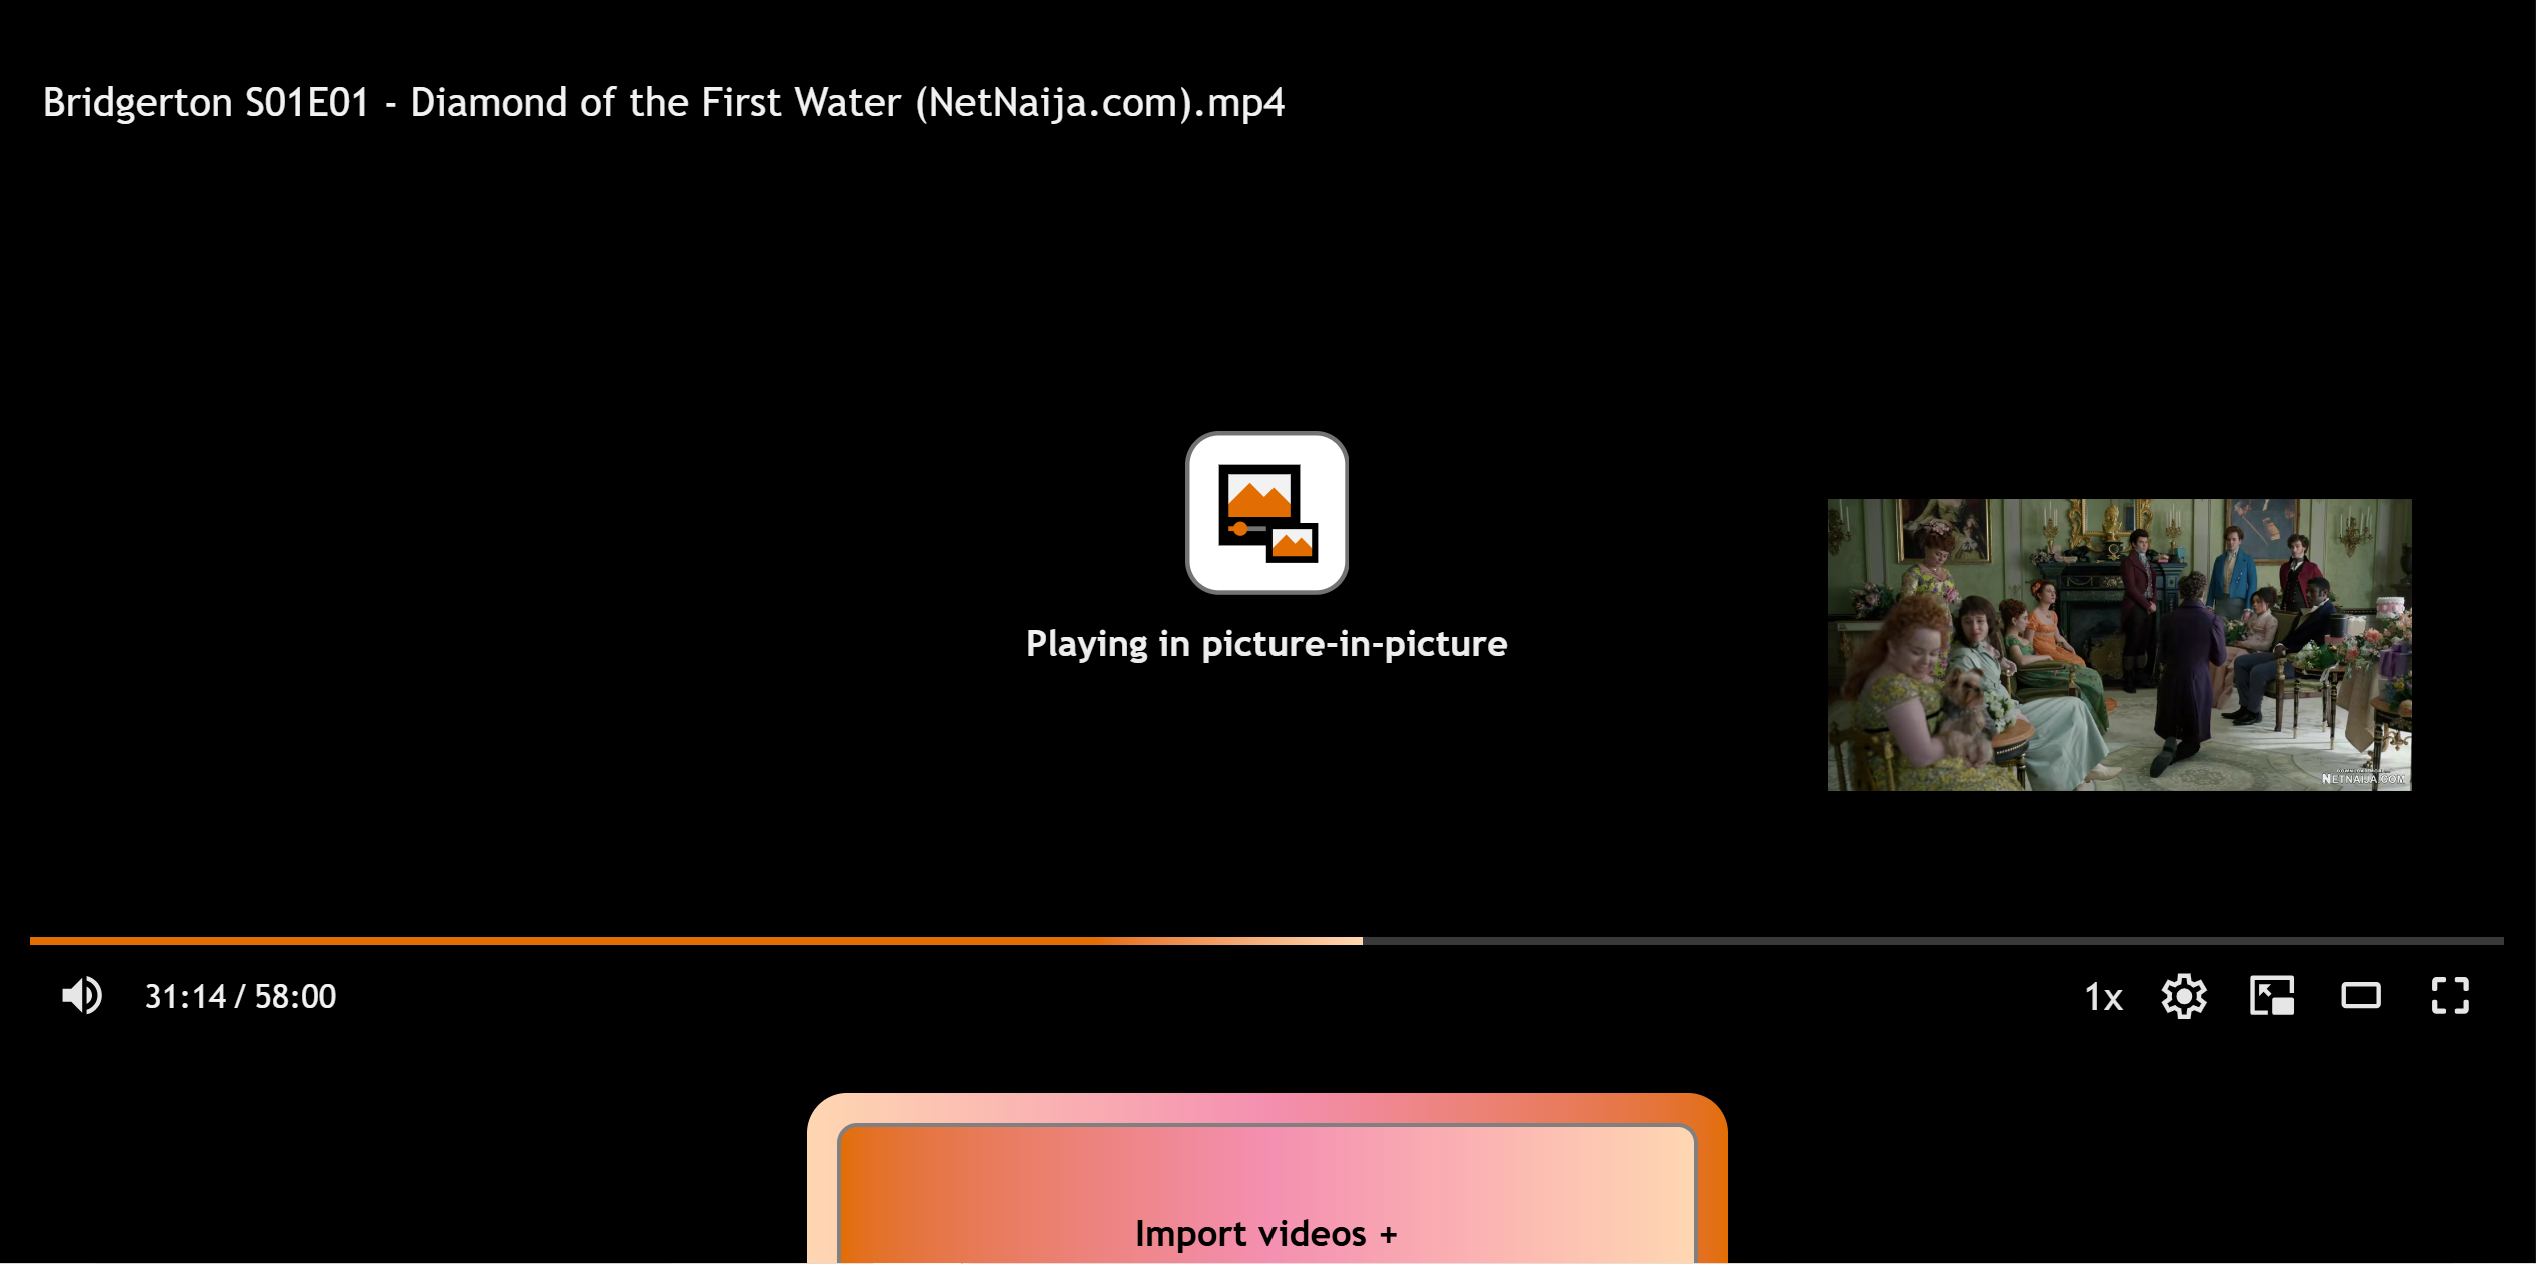 Bridgerton S01E01 - Diamond of the First Water (NetNaija.com).mp4
Playing in picture-in-picture
NETNAIJA.COM
31:14 / 58:00
1x
Import videos +